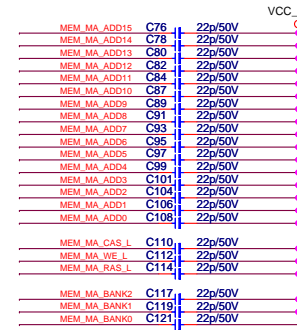 VCC_
MEM_MA_ADD15 C76 22p/50V
MEM_MA_ADD14 C78 22p/50V
MEM_MA_ADD13 C80 22p/50V
MEM_MA_ADD12 C82 22p/50V
MEM_MA_ADD11 C84 22p/50V
MEM_MA_ADD10 C87 22p/50V
MEM_MA_ADD9 C89 22p/50V
MEM_MA_ADD8 C91 22p/50V
MEM_MA_ADD7 C93 22p/50V
MEM_MA_ADD6 C95 22p/50V
MEM_MA_ADD5 C97 22p/50V
MEM_MA_ADD4 C99 22p/50V
MEM_MA_ADD3 C101 22p/50V
MEM_MA_ADD2 C104 22p/50V
MEM_MA_ADD1 C106 22p/50V
MEM_MA_ADD0 C108 22p/50V
MEM_MA_CAS_L C110 22p/50V
MEM_MA_WE_L C112 22p/50V
MEM_MA_RAS_L C114 22p/50V
MEM_MA_BANK2 C117 22p/50V
MEM_MA_BANK1 C119 22p/50V
MEM_MA_BANK0 C121 22p/50V